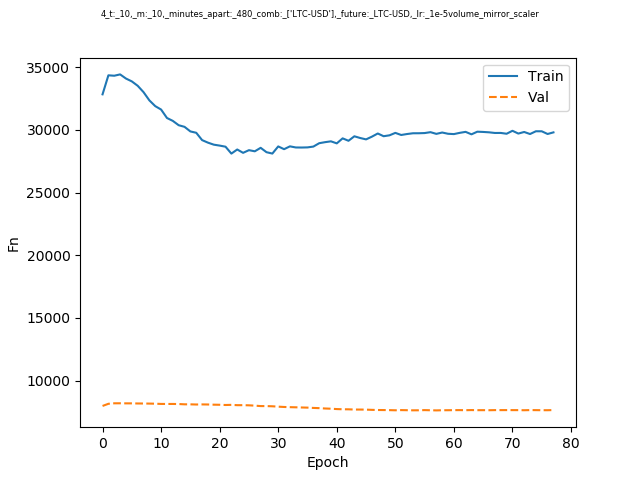 4_t:_10,_m:_10,_minutes_apart:_480_comb:_['LTC-USD'],_future:_LTC-USD,_lr:_1e-5volume_mirror_scaler
35000
Train
Val
30000
25000
Fn
20000
15000
10000
0 10 20 30 40 50 60 70 80
Epoch